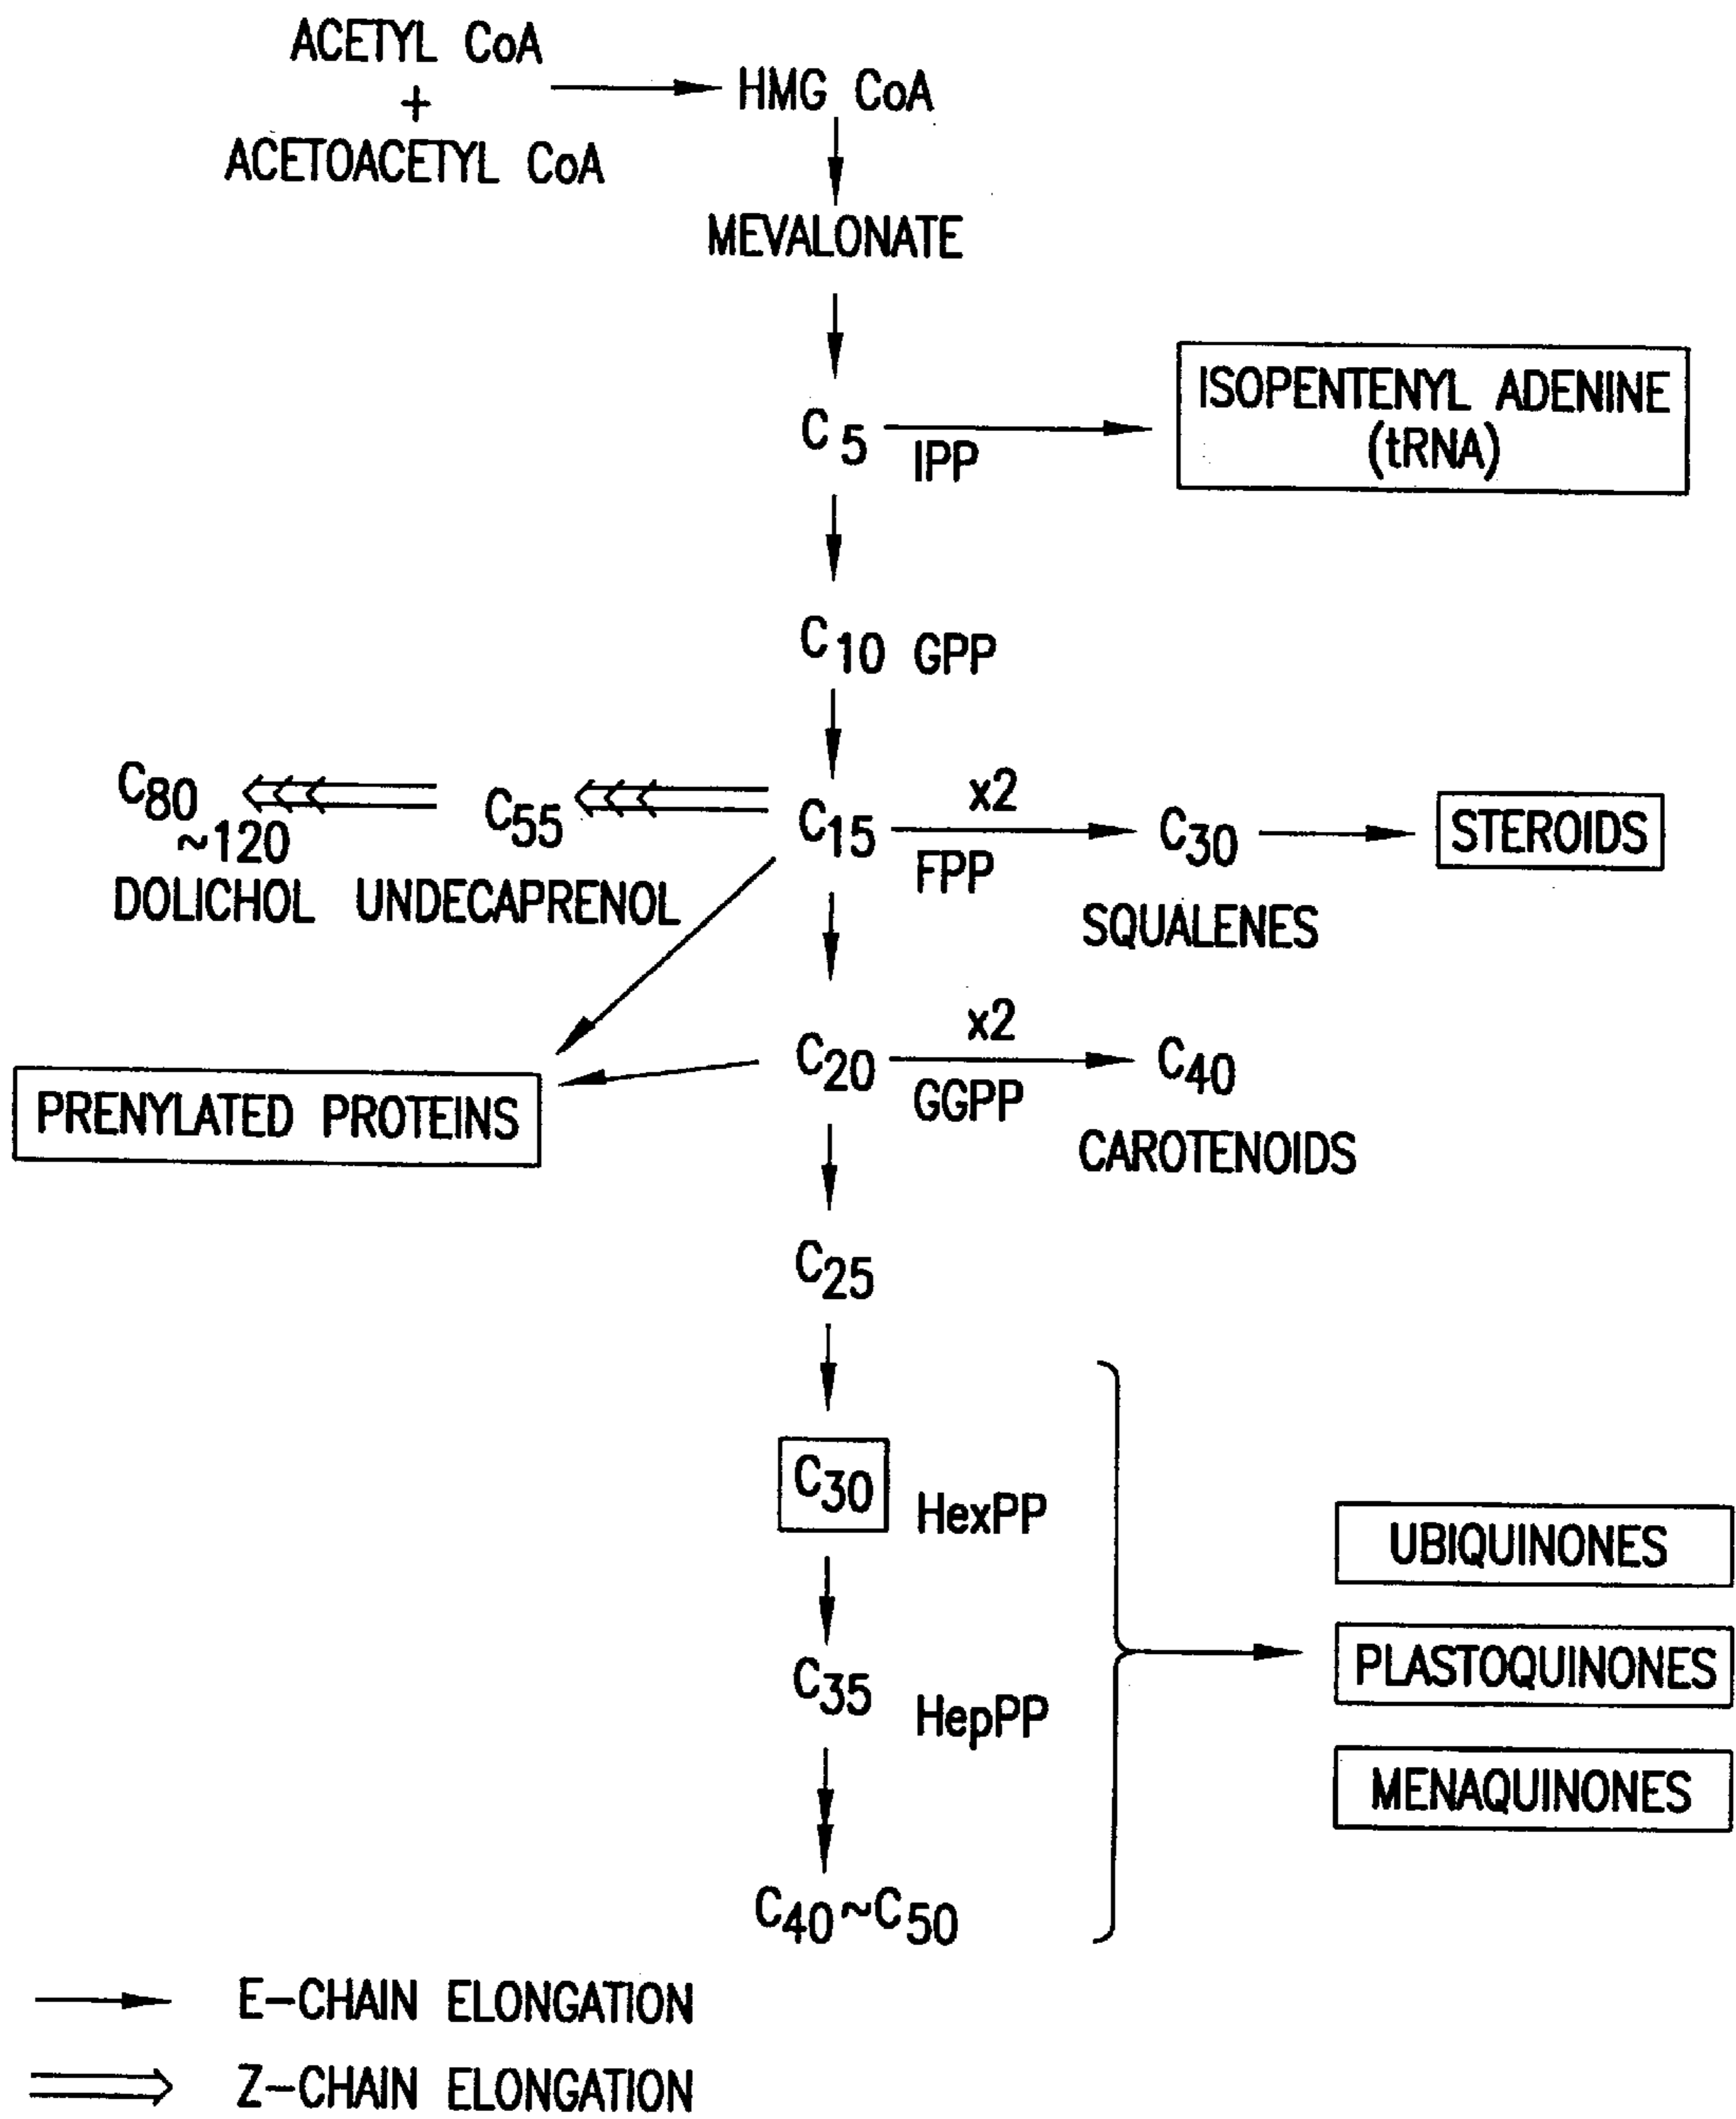 ACETYL CoA
+
ACETOACETYL CoA
HMG CoA
MEVALONATE
C5
IPP
ISOPENTENYL ADENINE
(tRNA)
C10 GPP
C80
~120
DOLICHOL
C55
UNDECAPRENOL
C15
x2
FPP
C30
SQUALENES
STEROIDS
PRENYLATED PROTEINS
C20
x2
GGPP
C40
CAROTENOIDS
C25
C30
HexPP
C35
HepPP
C40~C50
UBIQUINONES
PLASTOQUINONES
MENAQUINONES
E-CHAIN ELONGATION
Z-CHAIN ELONGATION